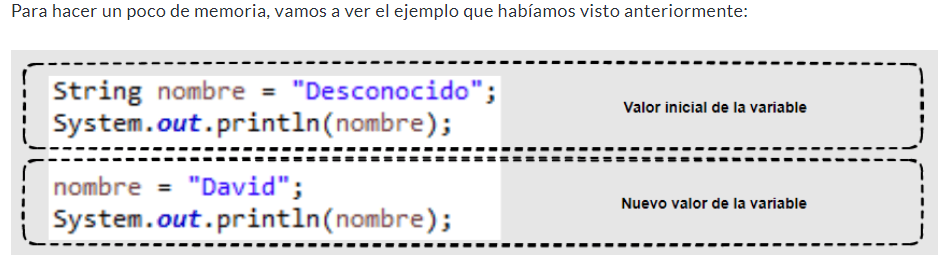 Para hacer un poco de memoria, vamos a ver el ejemplo que habíamos visto anteriormente:
String nombre = "Desconocido";
System.out.println(nombre);
Valor inicial de la variable
nombre = "David";
System.out.println(nombre);
Nuevo valor de la variable